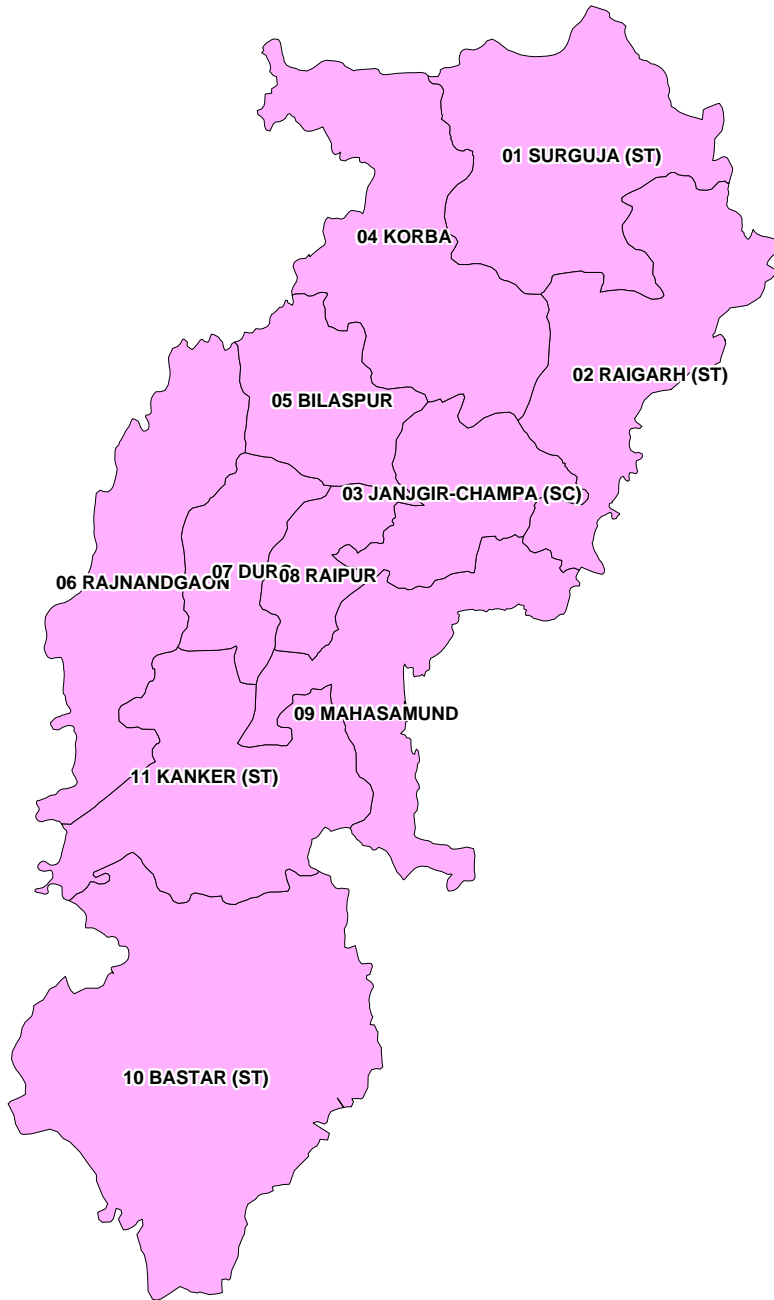 01 SURGUJA (ST)
04 KORBA
02 RAIGARH (ST)
05 BILASPUR
03 JANJGIR-CHAMPA (SC)
06 RAJNANDGAON
07 DURG
08 RAIPUR
09 MAHASAMUND
11 KANKER (ST)
10 BASTAR (ST)